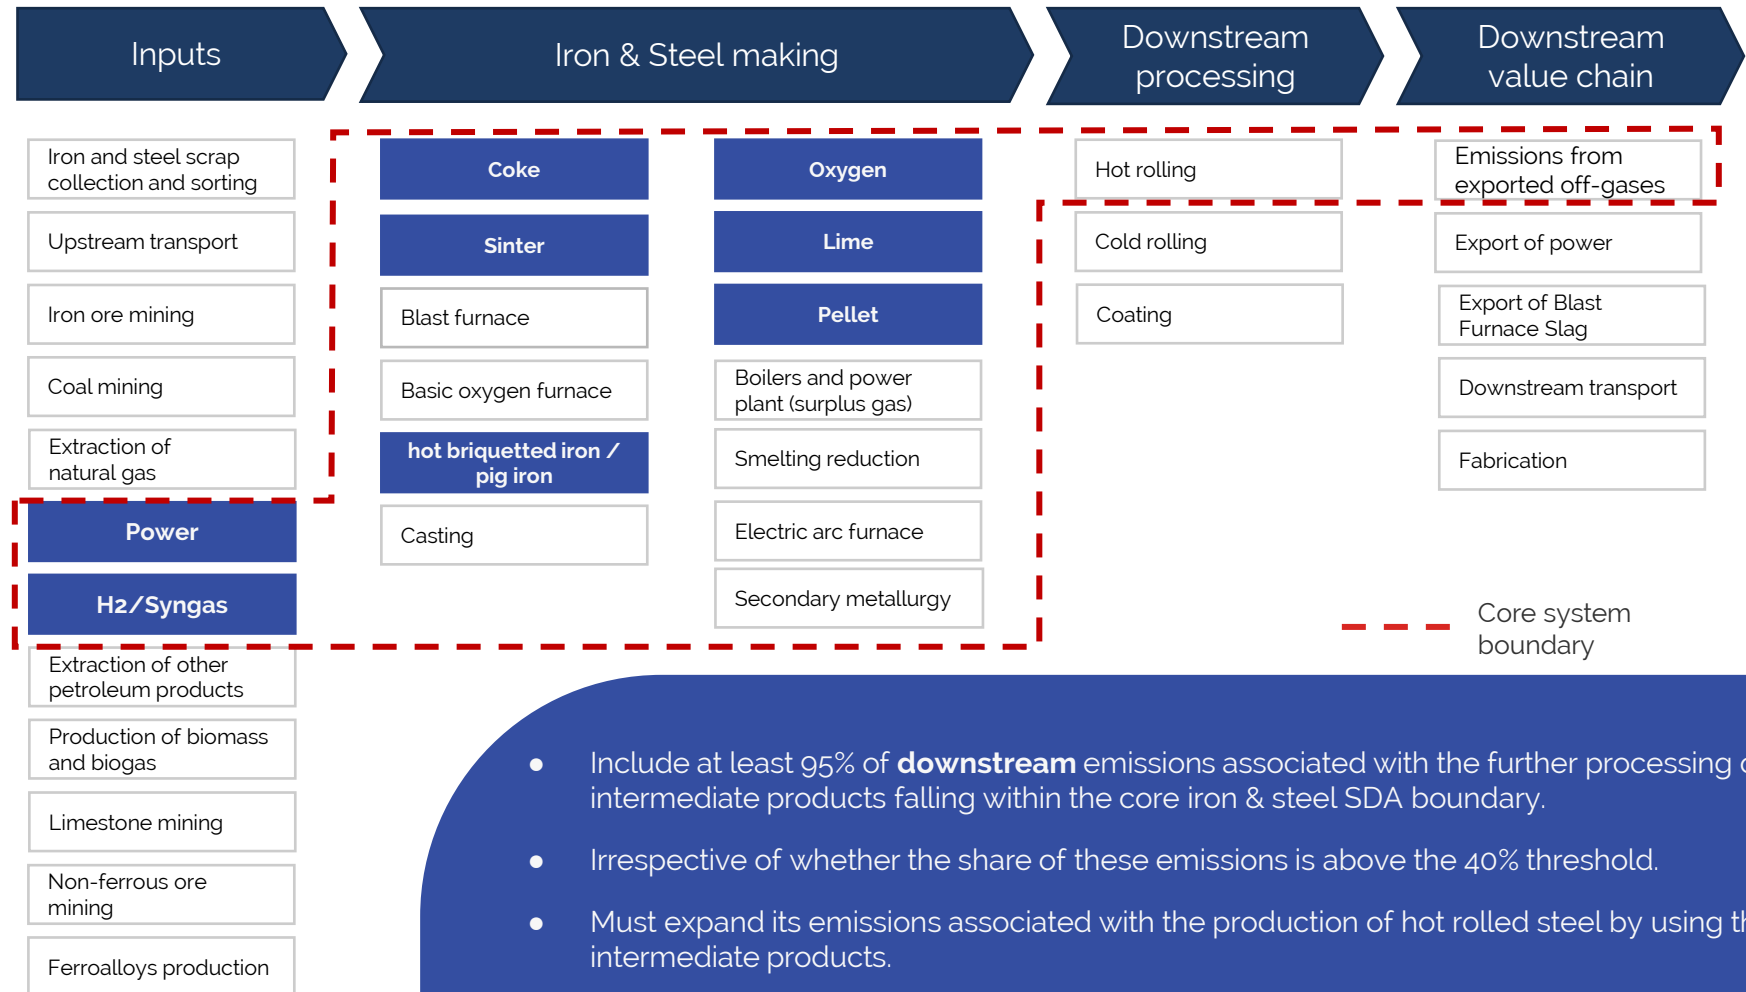 Inputs
Iron & Steel making
Downstream
processing
Downstream
value chain
Iron and steel scrap
collection and sorting
Upstream transport
Iron ore mining
Coal mining
Extraction of
natural gas
Power
H2/Syngas
Extraction of other
petroleum products
Production of biomass
and biogas
Limestone mining
Non-ferrous ore
mining
Ferroalloys production
Coke
Sinter
Blast furnace
Basic oxygen furnace
hot briquetted iron /
pig iron
Casting
Oxygen
Lime
Pellet
Boilers and power
plant (surplus gas)
Smelting reduction
Electric arc furnace
Secondary metallurgy
Hot rolling
Cold rolling
Coating
Emissions from
exported off-gases
Export of power
Export of Blast
Furnace Slag
Downstream transport
Fabrication
Core system
boundary
● Include at least 95% of downstream emissions associated with the further processing
intermediate products falling within the core iron & steel SDA boundary.
● Irrespective of whether the share of these emissions is above the 40% threshold.
● Must expand its emissions associated with the production of hot rolled steel by using
intermediate products.